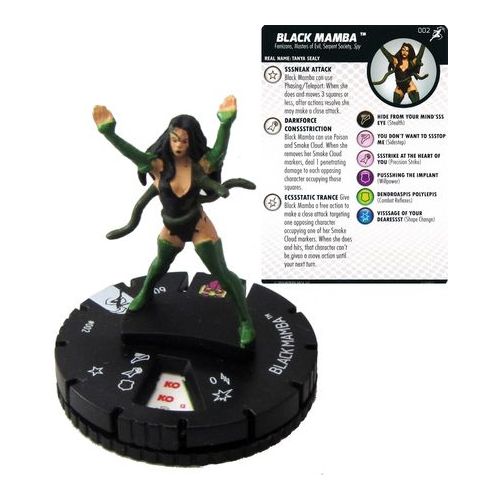 BLACK MAMBA ™
002
Femizons, Masters of Evil, Serpent Society, Spy
REAL NAME: TANYA SEALY
SSSNEAK ATTACK
Black Mamba can use
Phasing/Teleport. When she
does and moves 3 squares or
less, after actions resolve she
may make a close attack.
DARKFORCE
CONSSSTRICTION
Black Mamba can use Poison
and Smoke Cloud. When she
removes her Smoke Cloud
markers, deal 1 penetrating
damage to each opposing
character occupying those
squares.
ECSSSTATIC TRANCE Give
Black Mamba a free action to
make a close attack targeting
one opposing character
occupying one of her Smoke
Cloud markers. When she does
and hits, that character can't
be given a move action until
your next turn.
HIDE FROM YOUR MIND'SSS
EYE (Stealth)
YOU DON'T WANT TO SSSTOP
ME (Sidestep)
SSSTRIKE AT THE HEART OF
YOU (Precision Strike)
PUSSSHING THE IMPLANT
(Willpower)
DENDROASPIS POLYLEPIS
(Combat Reflexes)
VISSSAGE OF YOUR
DEARESSST (Shape Change)
#002
BLACK MAMBA™
KO
KO